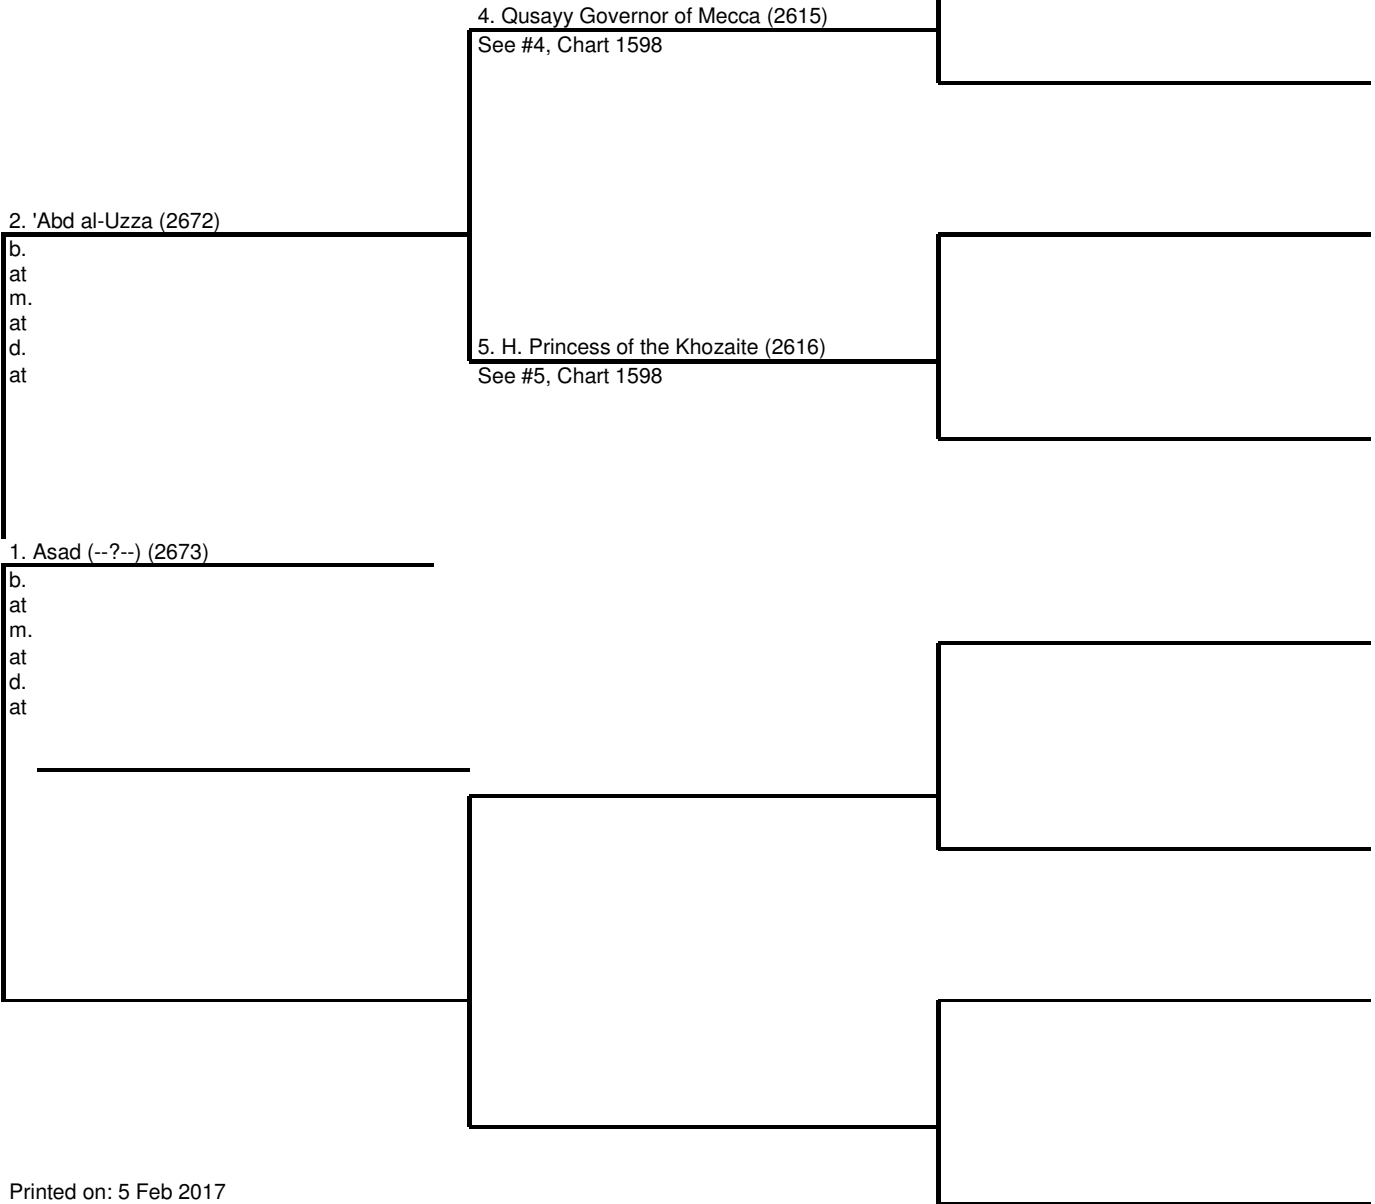 4. Qusayy Governor of Mecca (2615)
See #4, Chart 1598
2. 'Abd al-Uzza (2672)
b.
at
m.
at
d.
at
5. H. Princess of the Khozaite (2616)
See #5, Chart 1598
1. Asad (--?--) (2673)
b.
at
m.
at
d.
at
Printed on: 5 Feb 2017